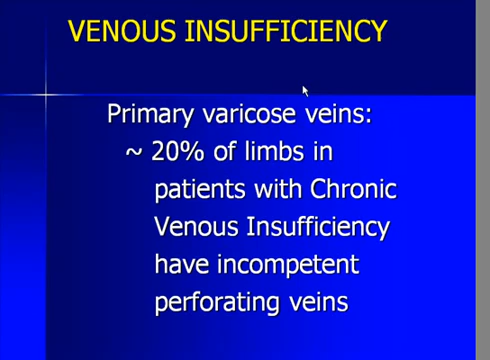 VENOUS INSUFFICIENCY
Primary varicose veins:
~ 20% of limbs in
patients with Chronic
Venous Insufficiency
have incompetent
perforating veins